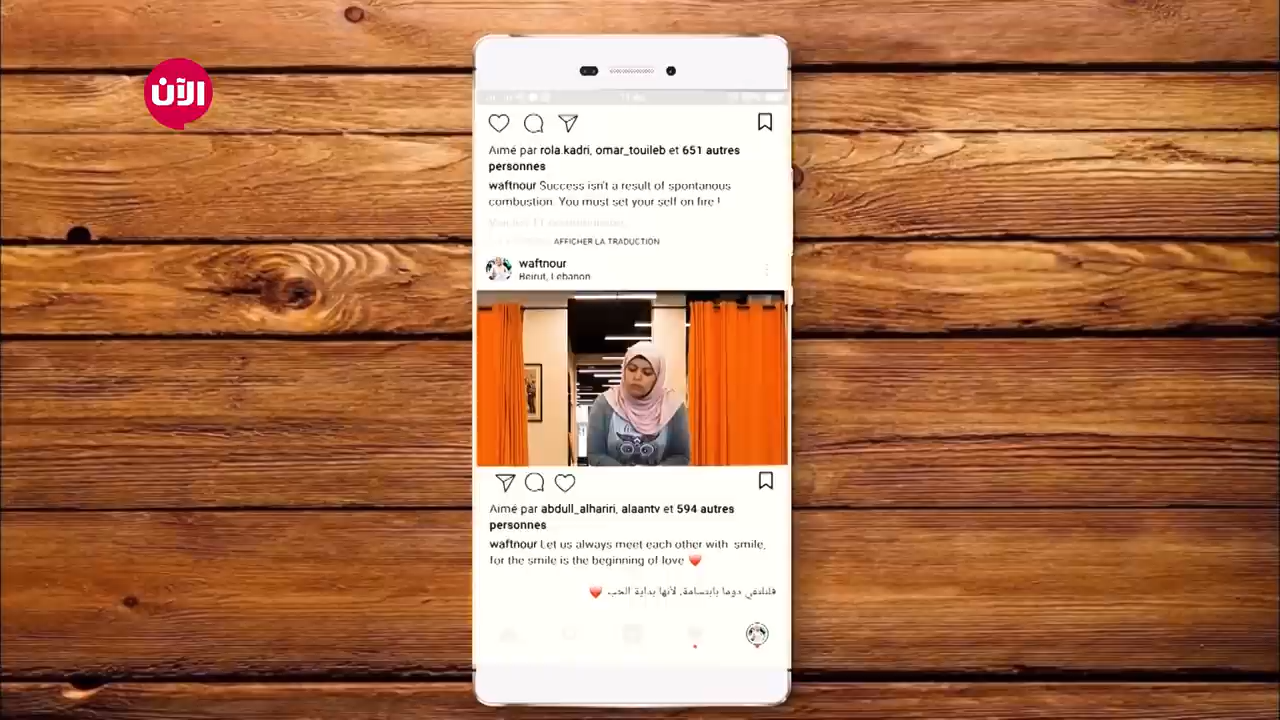 الآن
Aimé par rola.kadri, omar_touileb et 651 autres
personnes
waftnour Success isn't a result of spontanous
combustion. You must set your self on fire !
AFFICHER LA TRADUCTION
waftnour
Beirut, Lebanon
Aimé par abdull_alhariri, alaantv et 594 autres
personnes
waftnour Let us always meet each other with smile,
for the smile is the beginning of love ❤️
فلنلتقي دوما بابتسامة، لأنها بداية الحب ❤️